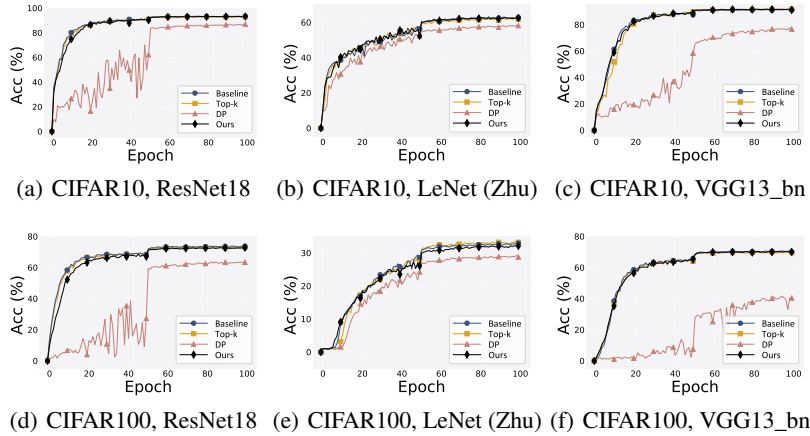 100
80
60
40
20
0
Acc (%)
0 20 40 60 80 100
Epoch
Baseline
Top-k
DP
Ours
(a) CIFAR10, ResNet18
60
40
20
0
Acc (%)
0 20 40 60 80 100
Epoch
Baseline
Top-k
DP
Ours
(b) CIFAR10, LeNet (Zhu)
80
60
40
20
0
Acc (%)
0 20 40 60 80 100
Epoch
Baseline
Top-k
DP
Ours
(c) CIFAR10, VGG13_bn
80
60
40
20
0
Acc (%)
0 20 40 60 80 100
Epoch
Baseline
Top-k
DP
Ours
(d) CIFAR100, ResNet18
30
20
10
0
Acc (%)
0 20 40 60 80 100
Epoch
Baseline
Top-k
DP
Ours
(e) CIFAR100, LeNet (Zhu)
80
60
40
20
0
Acc (%)
0 20 40 60 80 100
Epoch
Baseline
Top-k
DP
Ours
(f) CIFAR100, VGG13_bn